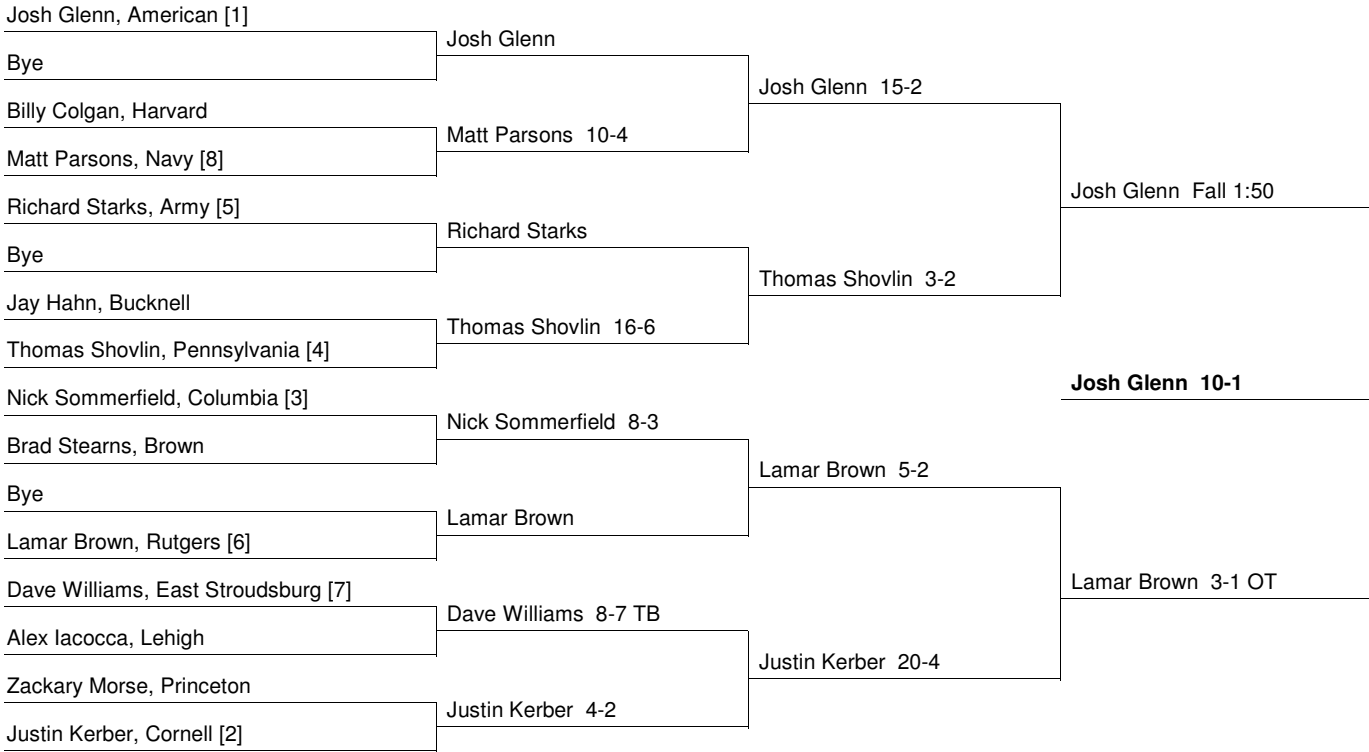 Josh Glenn, American [1]
Bye
Billy Colgan, Harvard
Matt Parsons, Navy [8]
Richard Starks, Army [5]
Bye
Jay Hahn, Bucknell
Thomas Shovlin, Pennsylvania [4]
Nick Sommerfield, Columbia [3]
Brad Stearns, Brown
Bye
Lamar Brown, Rutgers [6]
Dave Williams, East Stroudsburg [7]
Alex Iacocca, Lehigh
Zackary Morse, Princeton
Justin Kerber, Cornell [2]
Josh Glenn
Matt Parsons 10-4
Richard Starks
Thomas Shovlin 16-6
Nick Sommerfield 8-3
Lamar Brown
Dave Williams 8-7 TB
Justin Kerber 4-2
Josh Glenn 15-2
Thomas Shovlin 3-2
Lamar Brown 5-2
Justin Kerber 20-4
Josh Glenn Fall 1:50
Josh Glenn 10-1
Lamar Brown 3-1 OT